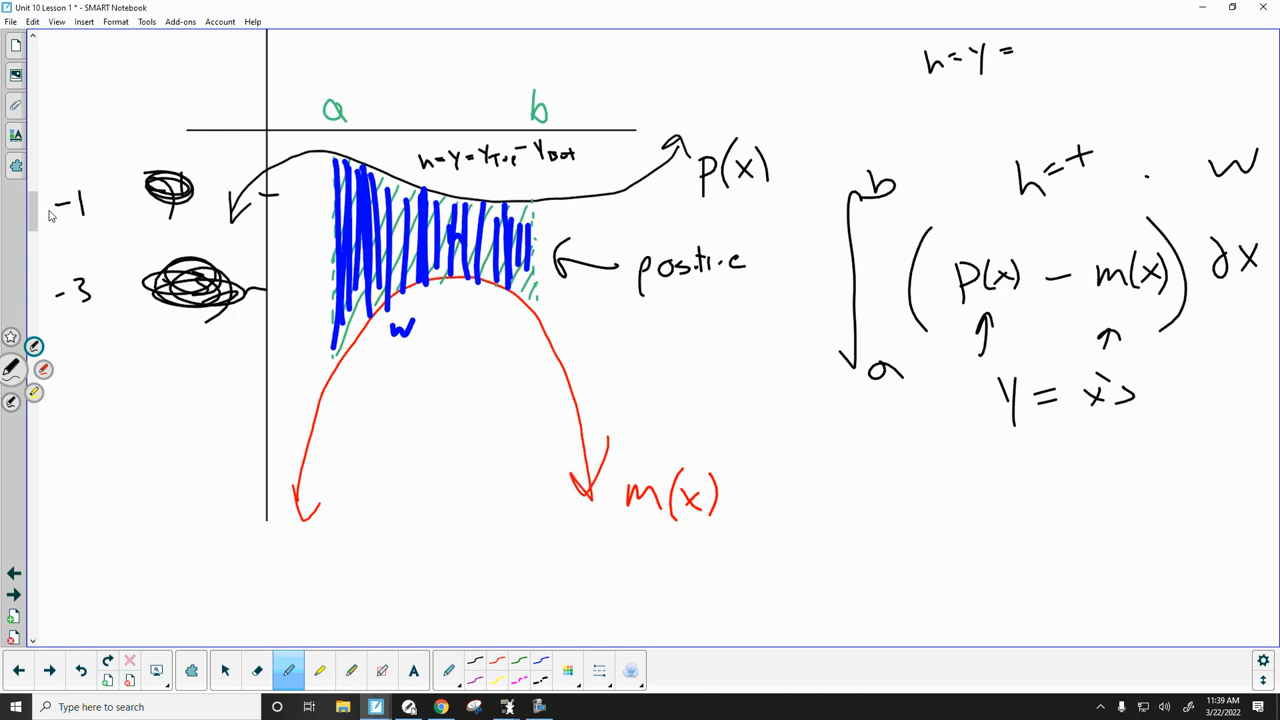 Unit 10 Lesson 1 * - SMART Notebook
File Edit View Insert Format Tools Add-ons Account Help
h = y =
a b
h = y = yTop - yBot
p(x)
h = + . w
b
-1
positive
(p(x) - m(x)) dx
-3
w
a
y =
m(x)
A
Type here to search
11:39 AM
3/22/2022